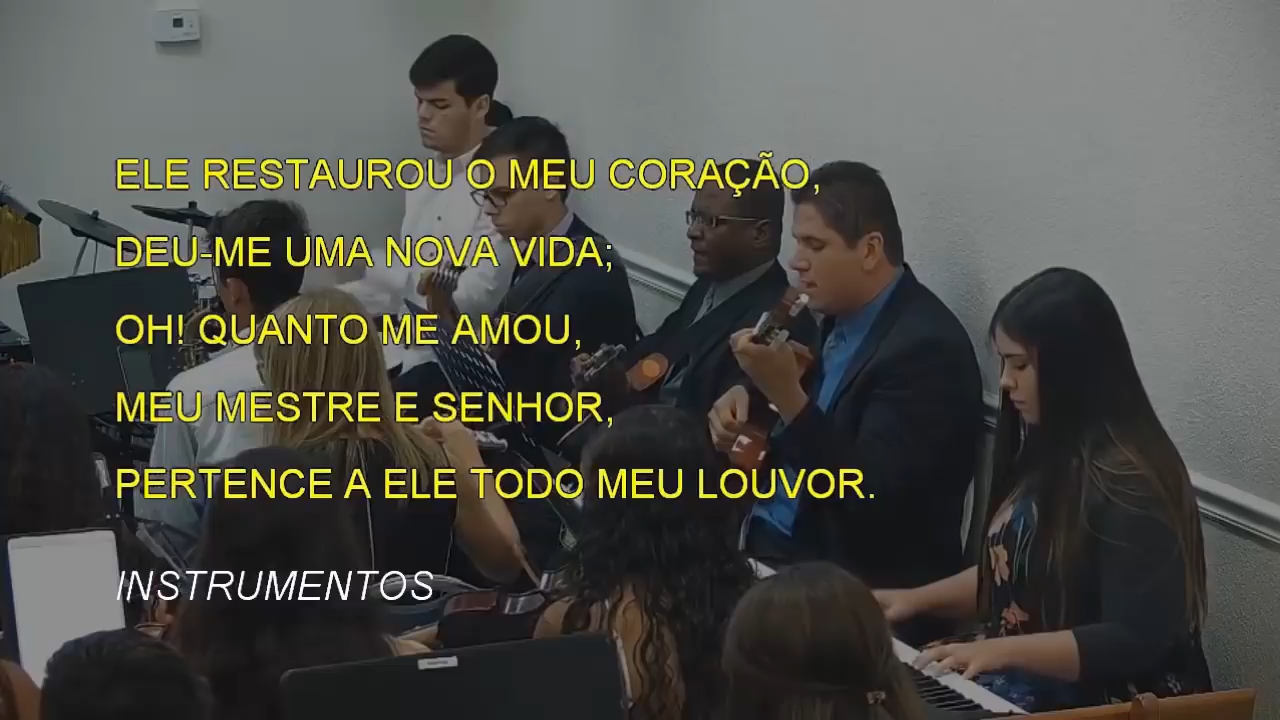 ELE RESTAUROU O MEU CORAÇÃO,
DEU-ME UMA NOVA VIDA;
OH! QUANTO ME AMOU,
MEU MESTRE E SENHOR,
PERTENCE A ELE TODO MEU LOUVOR.
INSTRUMENTOS